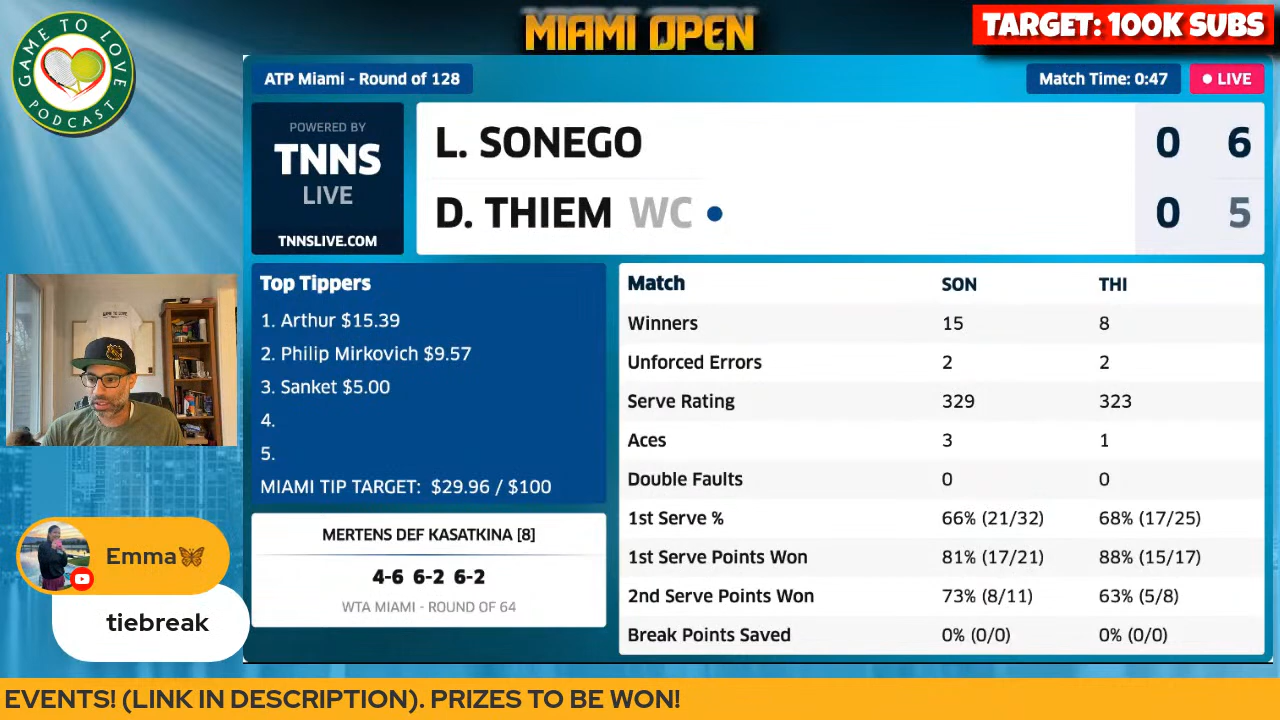 GAME TO LOVE
PODCAST
MIAMI OPEN
TARGET: 100K SUBS
ATP Miami - Round of 128
Match Time: 0:47
LIVE
POWERED BY
TNNS
LIVE
TNNSLIVE.COM
L. SONEGO 0 6
D. THIEM WC 0 5
Top Tippers
1. Arthur $15.39
2. Philip Mirkovich $9.57
3. Sanket $5.00
4.
5.
MIAMI TIP TARGET: $29.96 / $100
MERTENS DEF KASATKINA [8]
4-6 6-2 6-2
WTA MIAMI - ROUND OF 64
Match SON THI
Winners 15 8
Unforced Errors 2 2
Serve Rating 329 323
Aces 3 1
Double Faults 0 0
1st Serve % 66% (21/32) 68% (17/25)
1st Serve Points Won 81% (17/21) 88% (15/17)
2nd Serve Points Won 73% (8/11) 63% (5/8)
Break Points Saved 0% (0/0) 0% (0/0)
Emma🦋
tiebreak
EVENTS! (LINK IN DESCRIPTION). PRIZES TO BE WON!